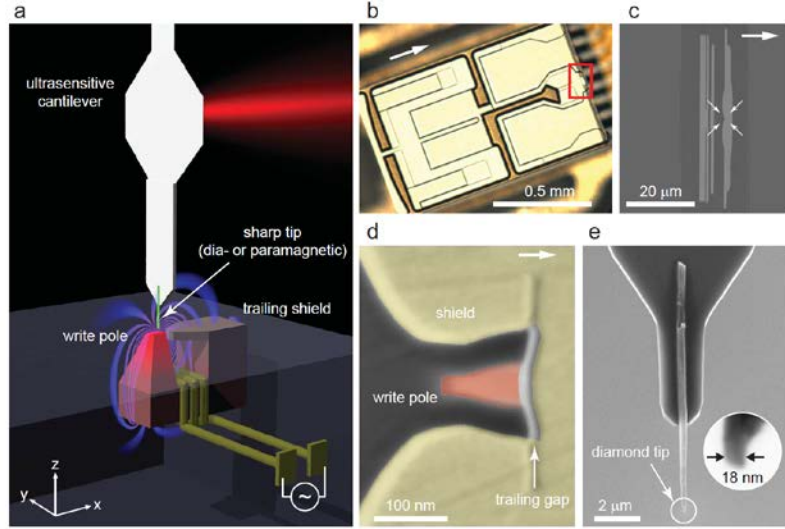 a
ultrasensitive
cantilever
sharp tip
(dia- or paramagnetic)
trailing shield
write pole
z
y
x
~
b
0.5 mm
c
20 μm
d
shield
write pole
trailing gap
100 nm
e
diamond tip
18 nm
2 μm